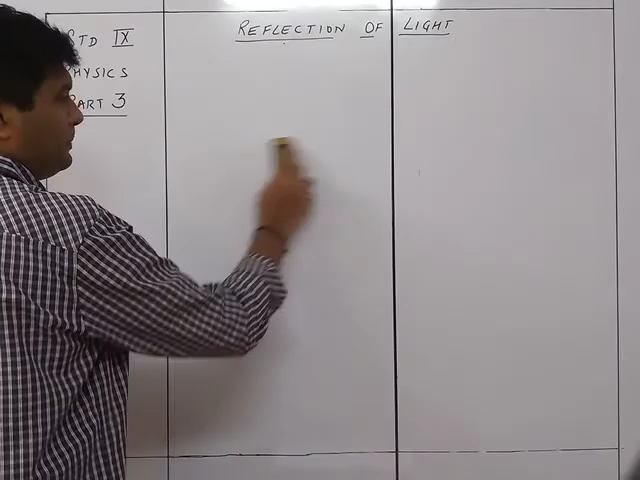 STD IX
PHYSICS
PART 3
REFLECTION OF LIGHT